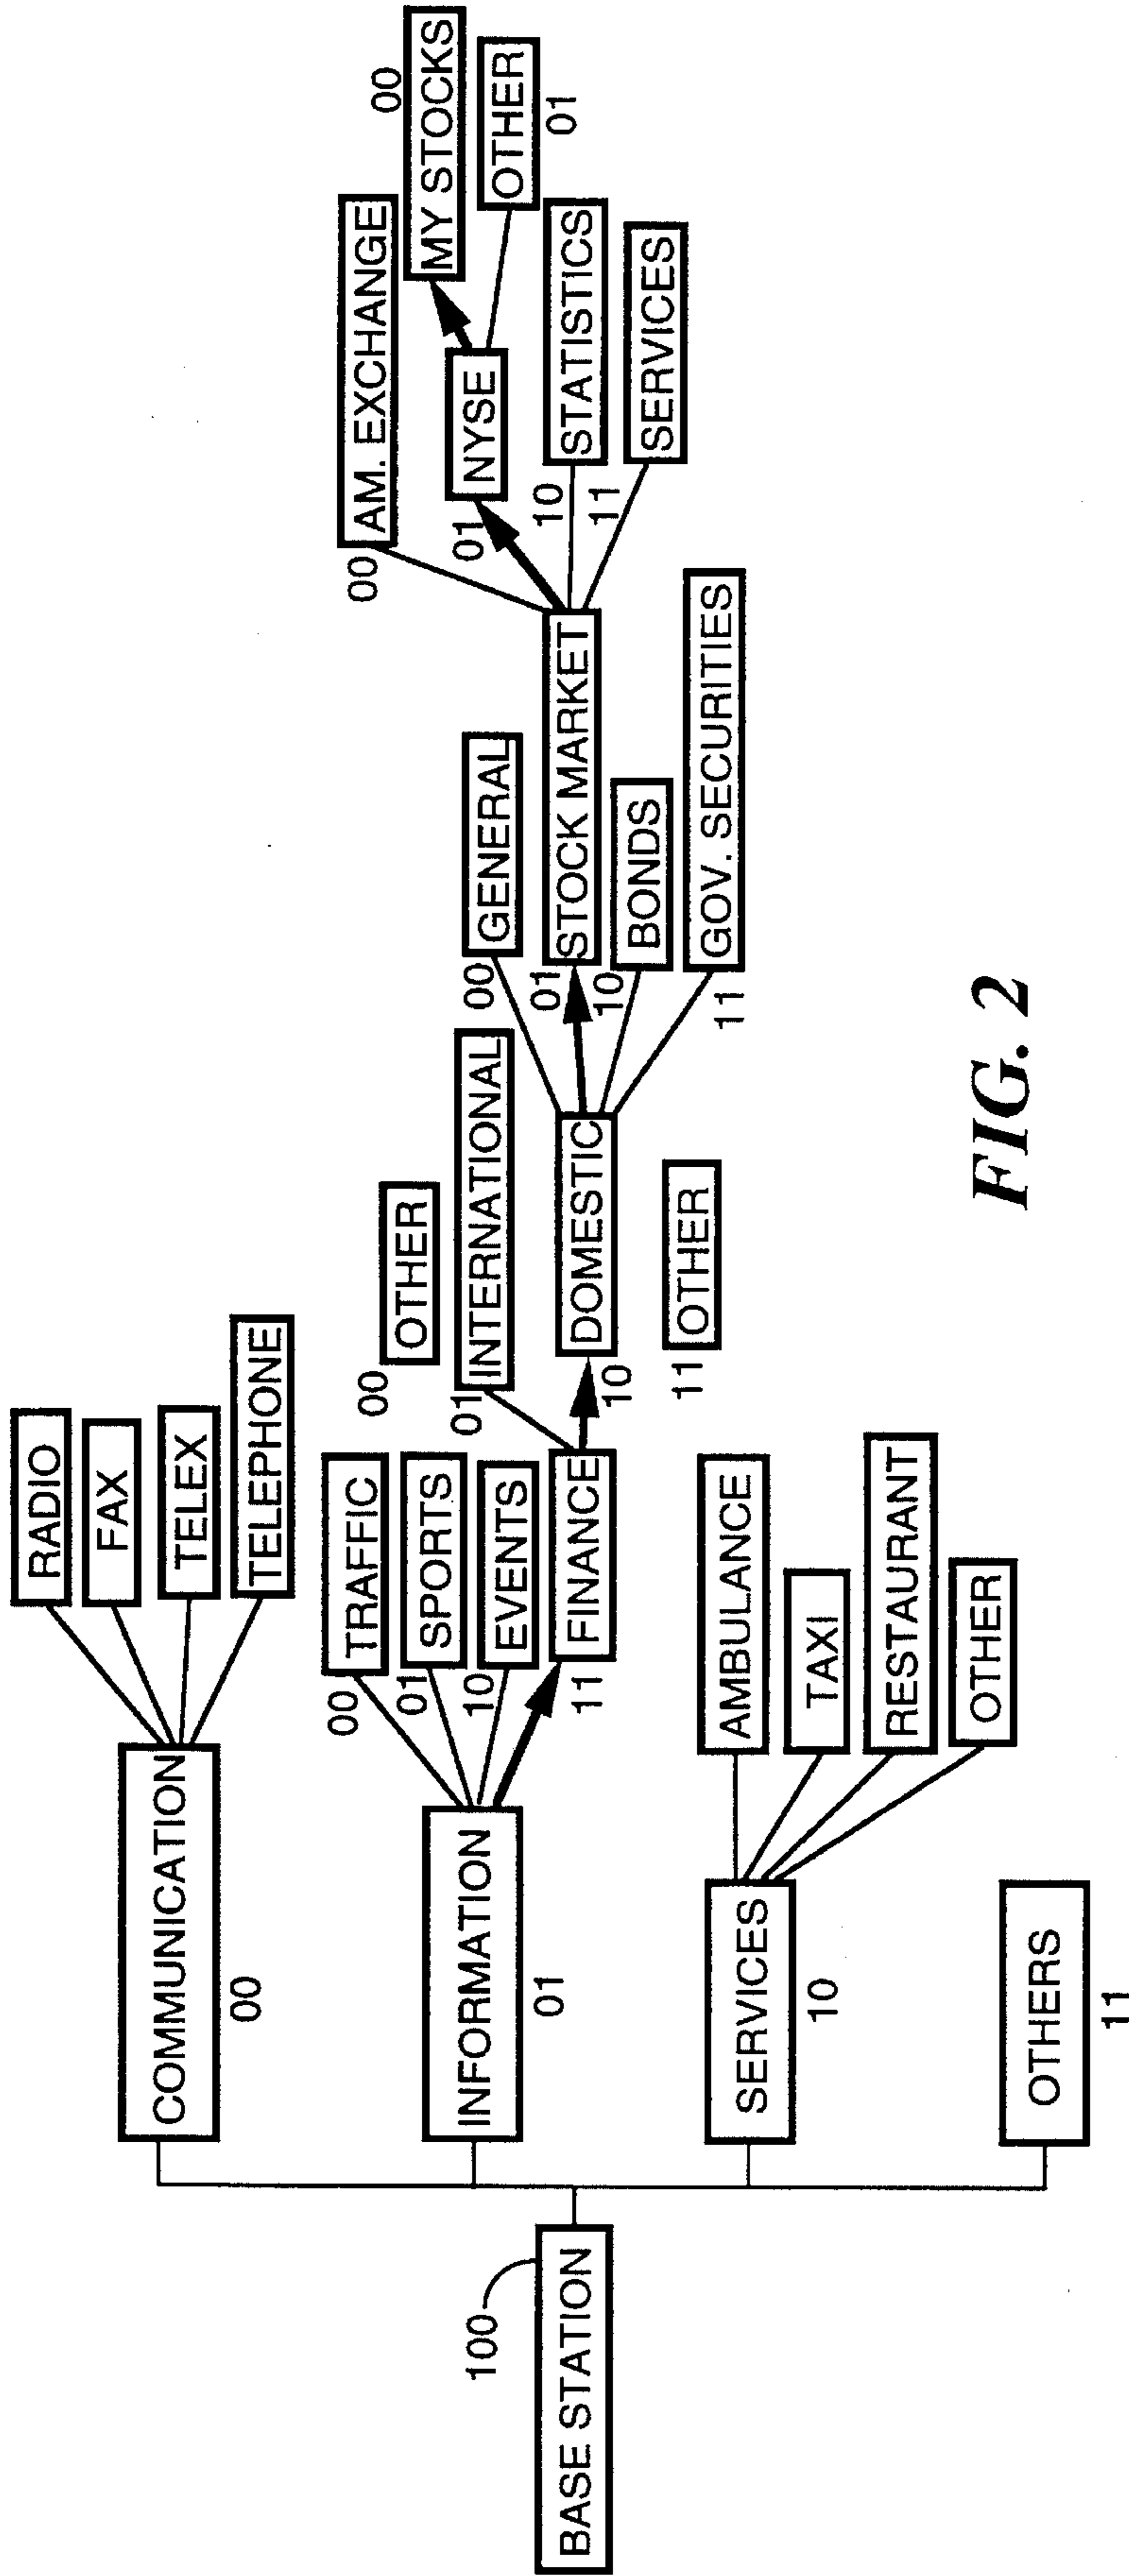 100
BASE STATION
COMMUNICATION
00
RADIO
FAX
TELEX
TELEPHONE
INFORMATION
01
00
TRAFFIC
01
SPORTS
10
EVENTS
11
FINANCE
SERVICES
10
AMBULANCE
TAXI
RESTAURANT
OTHER
OTHERS
11
00
OTHER
01
INTERNATIONAL
10
DOMESTIC
11
OTHER
00
GENERAL
01
STOCK MARKET
10
BONDS
11
GOV. SECURITIES
00
AM. EXCHANGE
01
NYSE
10
STATISTICS
11
SERVICES
00
MY STOCKS
OTHER
01
FIG. 2